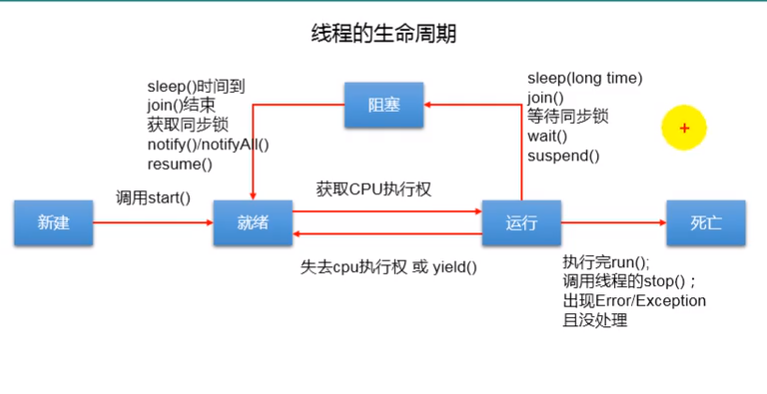 线程的生命周期
sleep()时间到
join()结束
获取同步锁
notify()/notifyAll()
resume()
阻塞
sleep(long time)
join()
等待同步锁
wait()
suspend()
调用start()
获取CPU执行权
新建
就绪
运行
死亡
失去cpu执行权 或 yield()
执行完run();
调用线程的stop()；
出现Error/Exception
且没处理